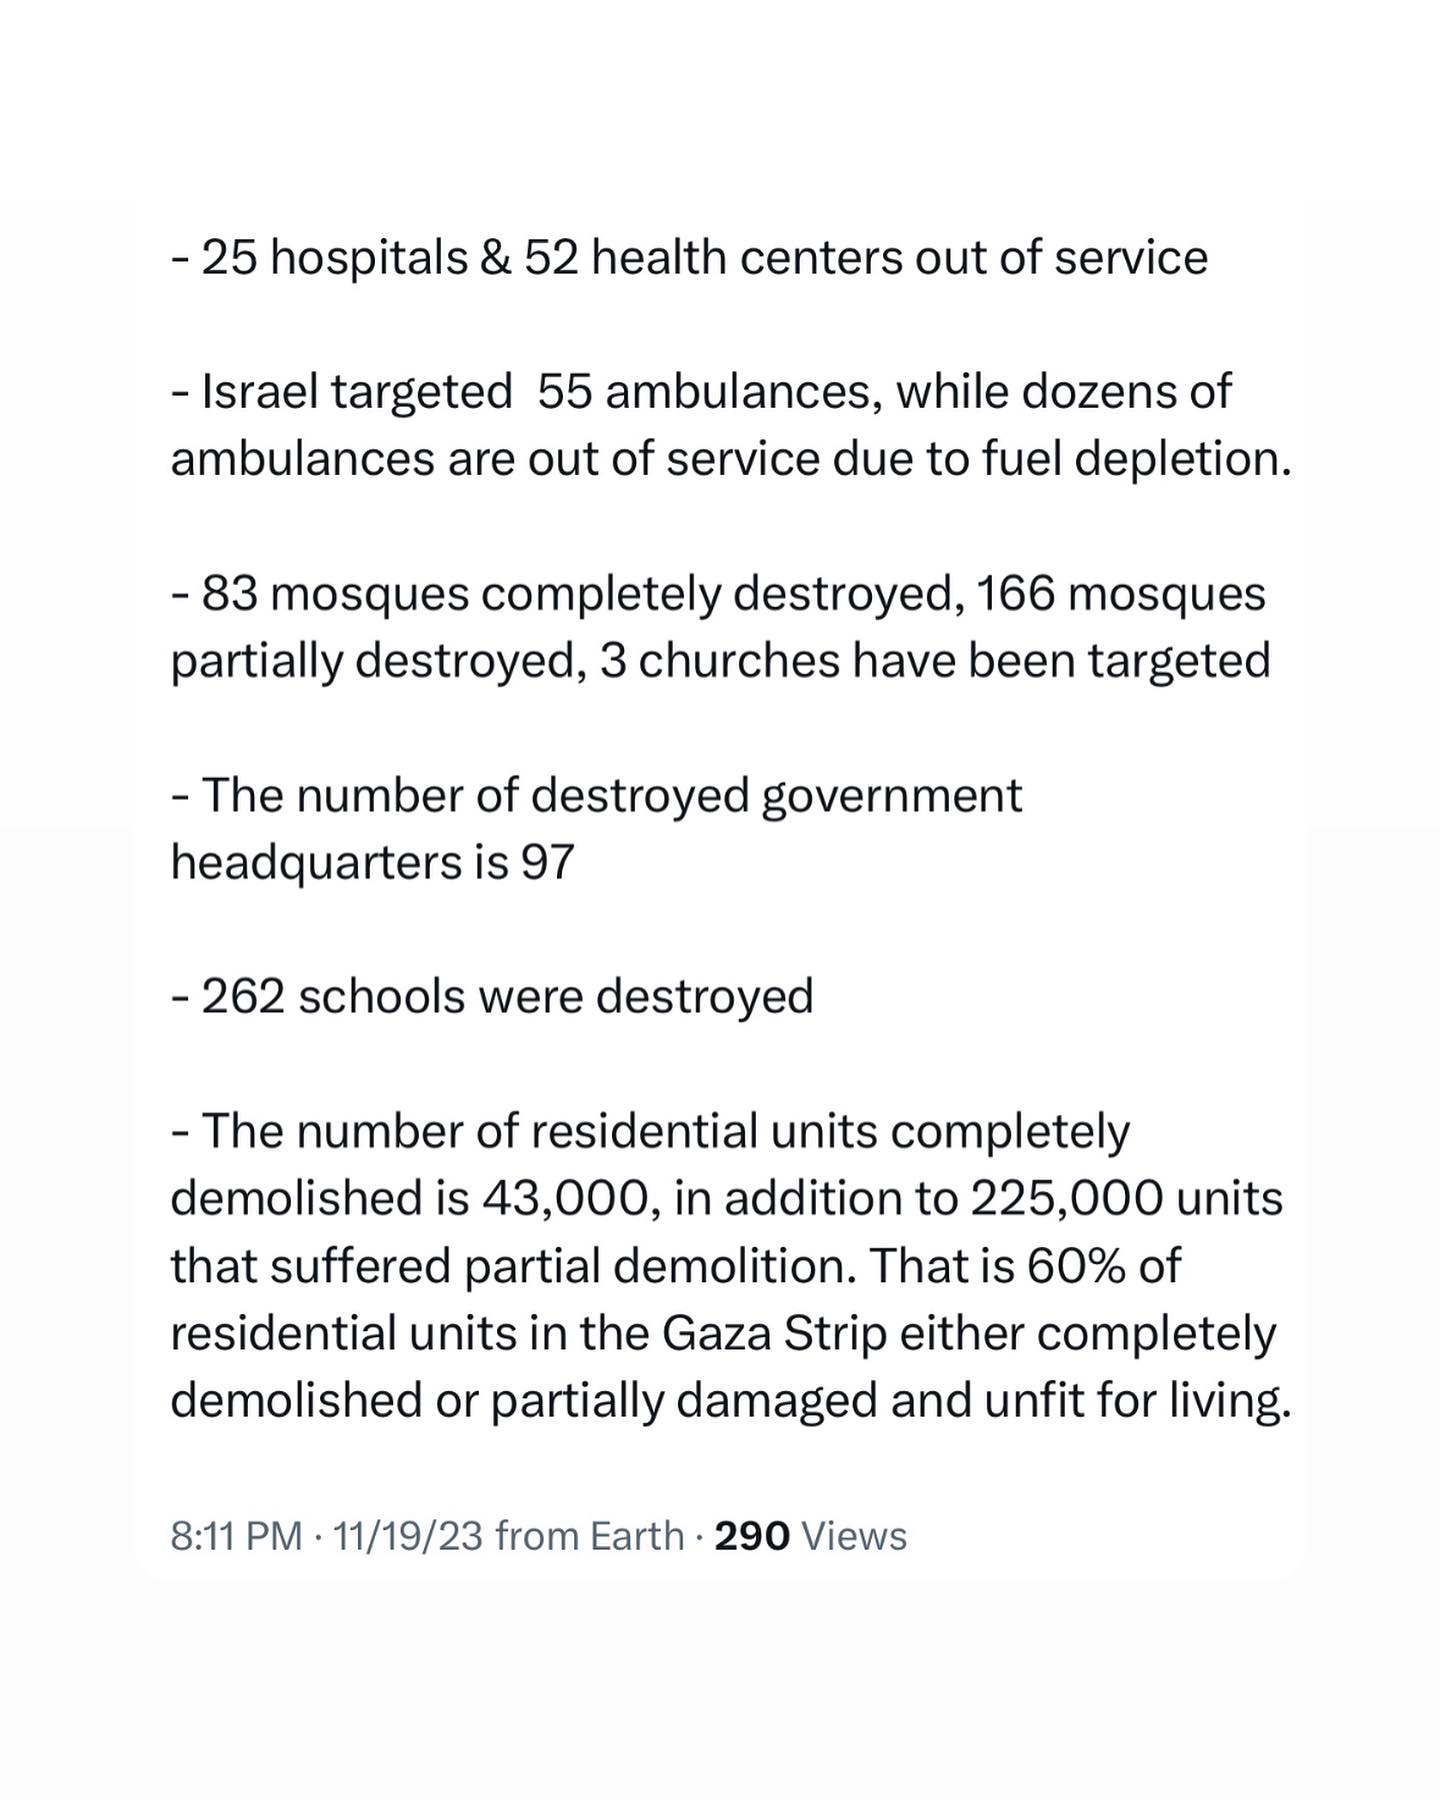 - 25 hospitals & 52 health centers out of service
- Israel targeted  55 ambulances, while dozens of
ambulances are out of service due to fuel depletion.
- 83 mosques completely destroyed, 166 mosques
partially destroyed, 3 churches have been targeted
- The number of destroyed government
headquarters is 97
- 262 schools were destroyed
- The number of residential units completely
demolished is 43,000, in addition to 225,000 units
that suffered partial demolition. That is 60% of
residential units in the Gaza Strip either completely
demolished or partially damaged and unfit for living.
8:11 PM · 11/19/23 from Earth · 290 Views